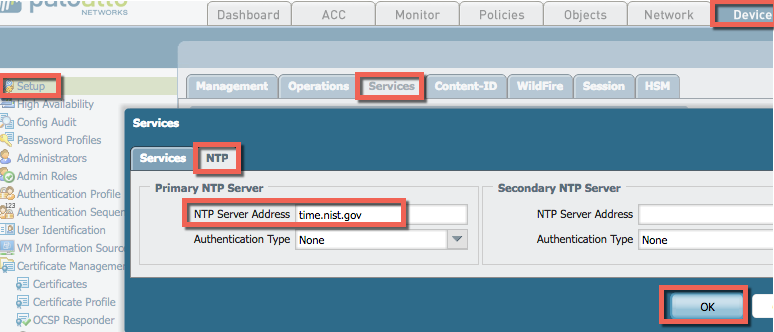 paloalto
NETWORKS
Dashboard
ACC
Monitor
Policies
Objects
Network
Device
Setup
High Availability
Config Audit
Password Profiles
Administrators
Admin Roles
Authentication Profile
Authentication Sequen
User Identification
VM Information Sourc
Certificate Managemen
Certificates
Certificate Profile
OCSP Responder
Management
Operations
Services
Content-ID
WildFire
Session
HSM
Services
Services
NTP
Primary NTP Server
NTP Server Address time.nist.gov
Authentication Type None
Secondary NTP Server
NTP Server Address
Authentication Type None
OK